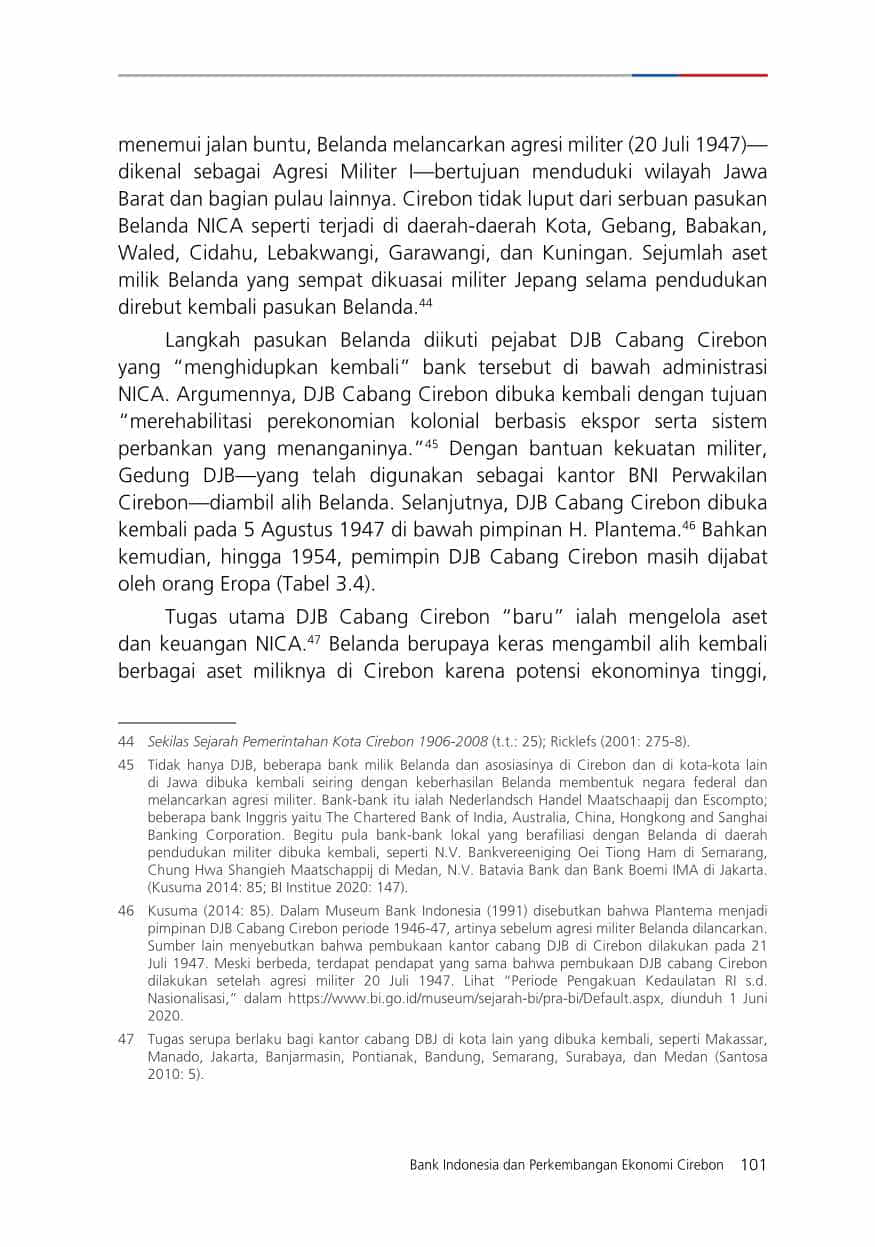 menemui jalan buntu, Belanda melancarkan agresi militer (20 Juli 1947)—
dikenal sebagai Agresi Militer I—bertujuan menduduki wilayah Jawa
Barat dan bagian pulau lainnya. Cirebon tidak luput dari serbuan pasukan
Belanda NICA seperti terjadi di daerah-daerah Kota, Gebang, Babakan,
Waled, Cidahu, Lebakwangi, Garawangi, dan Kuningan. Sejumlah aset
milik Belanda yang sempat dikuasai militer Jepang selama pendudukan
direbut kembali pasukan Belanda.44
Langkah pasukan Belanda diikuti pejabat DJB Cabang Cirebon
yang “menghidupkan kembali” bank tersebut di bawah administrasi
NICA. Argumennya, DJB Cabang Cirebon dibuka kembali dengan tujuan
“merehabilitasi perekonomian kolonial berbasis ekspor serta sistem
perbankan yang menanganinya.”45 Dengan bantuan kekuatan militer,
Gedung DJB—yang telah digunakan sebagai kantor BNI Perwakilan
Cirebon—diambil alih Belanda. Selanjutnya, DJB Cabang Cirebon dibuka
kembali pada 5 Agustus 1947 di bawah pimpinan H. Plantema.46 Bahkan
kemudian, hingga 1954, pemimpin DJB Cabang Cirebon masih dijabat
oleh orang Eropa (Tabel 3.4).
Tugas utama DJB Cabang Cirebon “baru” ialah mengelola aset
dan keuangan NICA.47 Belanda berupaya keras mengambil alih kembali
berbagai aset miliknya di Cirebon karena potensi ekonominya tinggi,
44 Sekilas Sejarah Pemerintahan Kota Cirebon 1906-2008 (t.t.: 25); Ricklefs (2001: 275-8).
45 Tidak hanya DJB, beberapa bank milik Belanda dan asosiasinya di Cirebon dan di kota-kota lain
di Jawa dibuka kembali seiring dengan keberhasilan Belanda membentuk negara federal dan
melancarkan agresi militer. Bank-bank itu ialah Nederlandsch Handel Maatschaapij dan Escompto;
beberapa bank Inggris yaitu The Chartered Bank of India, Australia, China, Hongkong and Sanghai
Banking Corporation. Begitu pula bank-bank lokal yang berafiliasi dengan Belanda di daerah
pendudukan militer dibuka kembali, seperti N.V. Bankvereeniging Oei Tiong Ham di Semarang,
Chung Hwa Shangieh Maatschappij di Medan, N.V. Batavia Bank dan Bank Boemi IMA di Jakarta.
(Kusuma 2014: 85; BI Institue 2020: 147).
46 Kusuma (2014: 85). Dalam Museum Bank Indonesia (1991) disebutkan bahwa Plantema menjadi
pimpinan DJB Cabang Cirebon periode 1946-47, artinya sebelum agresi militer Belanda dilancarkan.
Sumber lain menyebutkan bahwa pembukaan kantor cabang DJB di Cirebon dilakukan pada 21
Juli 1947. Meski berbeda, terdapat pendapat yang sama bahwa pembukaan DJB cabang Cirebon
dilakukan setelah agresi militer 20 Juli 1947. Lihat “Periode Pengakuan Kedaulatan RI s.d.
Nasionalisasi,” dalam https://www.bi.go.id/museum/sejarah-bi/pra-bi/Default.aspx, diunduh 1 Juni
2020.
47 Tugas serupa berlaku bagi kantor cabang DBJ di kota lain yang dibuka kembali, seperti Makassar,
Manado, Jakarta, Banjarmasin, Pontianak, Bandung, Semarang, Surabaya, dan Medan (Santosa
2010: 5).
Bank Indonesia dan Perkembangan Ekonomi Cirebon 101